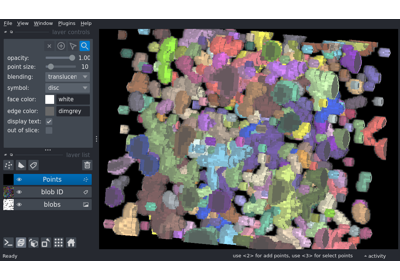 File View Window Plugins Help
layer controls
opacity: 1.00
point size: 10
blending: translucen
symbol: disc
face color: white
edge color: dimgrey
display text:
out of slice:
layer list
Points
blob ID
blobs
Ready
use <2> for add points, use <3> for select points
activity